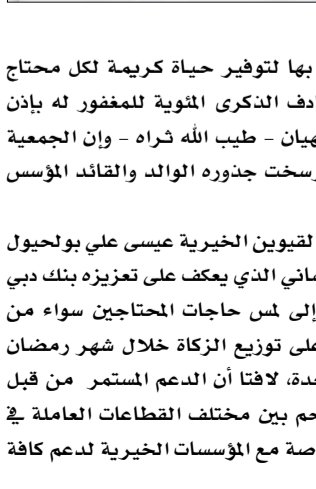 بها لتوفير حياة كريمة لكل محتاج
ادف الذكرى المئوية للمغفور له بإذن
هيان - طيب الله ثراه - وإن الجمعية
رسخت جذوره الوالد والقائد المؤسس
لقيوين الخيرية عيسى علي بولحيول
ماني الذي يعكف على تعزيزه بنك دبي
إلى لمس حاجات المحتاجين سواء من
على توزيع الزكاة خلال شهر رمضان
حدة، لافتا أن الدعم المستمر من قبل
حم بين مختلف القطاعات العاملة في
صة مع المؤسسات الخيرية لدعم كافة